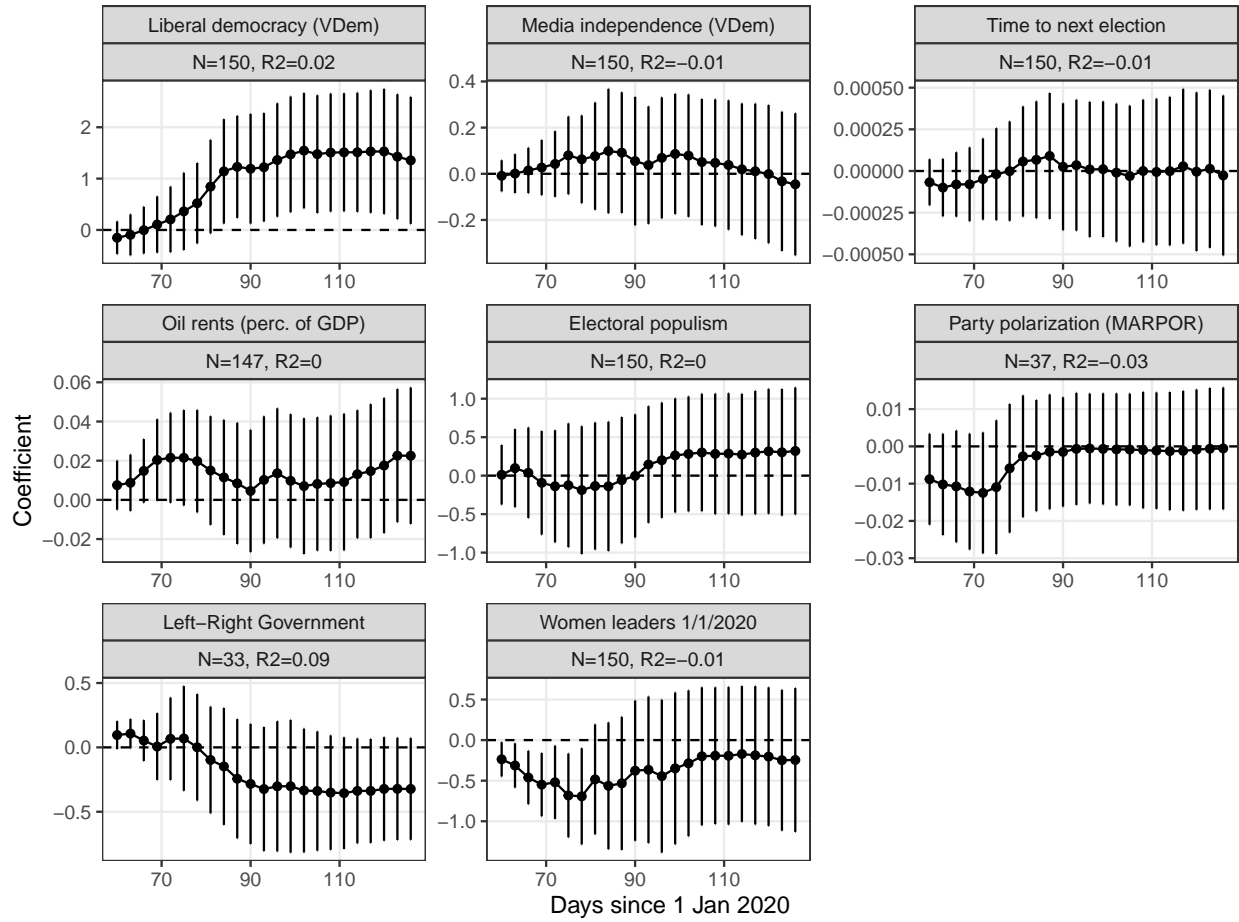 Liberal democracy (VDem)
N=150, R2=0.02
2
1
0
70 90 110
Media independence (VDem)
N=150, R2=−0.01
0.4
0.2
0.0
−0.2
70 90 110
Time to next election
N=150, R2=−0.01
0.00050
0.00025
0.00000
−0.00025
−0.00050
70 90 110
Oil rents (perc. of GDP)
N=147, R2=0
0.06
0.04
0.02
0.00
−0.02
70 90 110
Electoral populism
N=150, R2=0
1.0
0.5
0.0
−0.5
−1.0
70 90 110
Party polarization (MARPOR)
N=37, R2=−0.03
0.01
0.00
−0.01
−0.02
−0.03
70 90 110
Left−Right Government
N=33, R2=0.09
0.5
0.0
−0.5
70 90 110
Women leaders 1/1/2020
N=150, R2=−0.01
0.5
0.0
−0.5
−1.0
70 90 110
Coefficient
Days since 1 Jan 2020